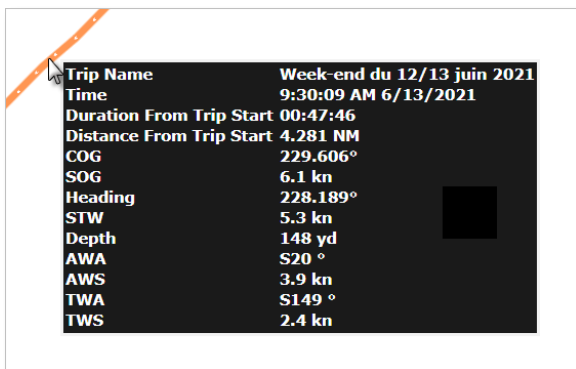 Trip Name Week-end du 12/13 juin 2021
Time 9:30:09 AM 6/13/2021
Duration From Trip Start 00:47:46
Distance From Trip Start 4.281 NM
COG 229.606°
SOG 6.1 kn
Heading 228.189°
STW 5.3 kn
Depth 148 yd
AWA S20 °
AWS 3.9 kn
TWA S149 °
TWS 2.4 kn